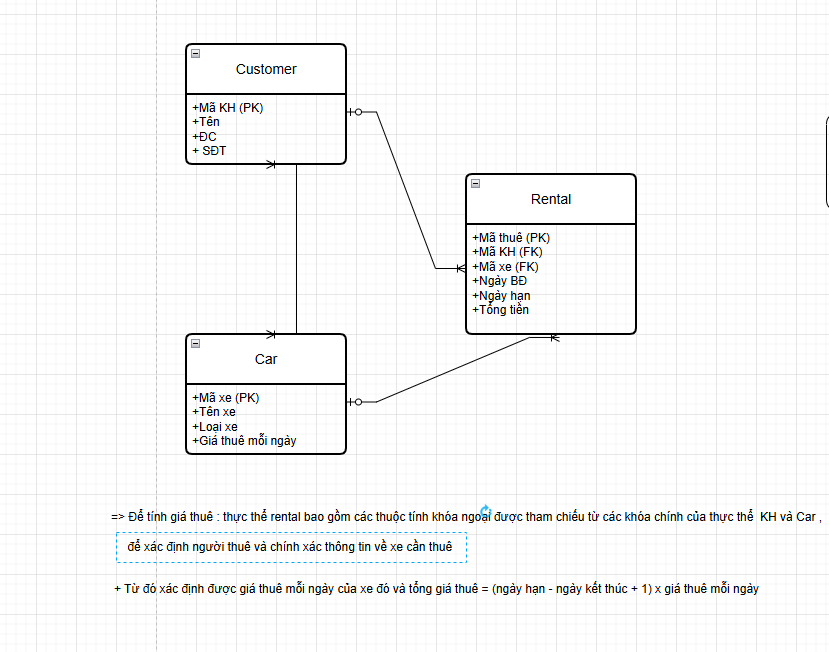 Customer
+Mã KH (PK)
+Tên
+ĐC
+ SĐT
Rental
+Mã thuê (PK)
+Mã KH (FK)
+Mã xe (FK)
+Ngày BĐ
+Ngày hạn
+Tổng tiền
Car
+Mã xe (PK)
+Tên xe
+Loại xe
+Giá thuê mỗi ngày
=> Để tính giá thuê : thực thể rental bao gồm các thuộc tính khóa ngoại được tham chiếu từ các khóa chính của thực thể KH và Car ,
để xác định người thuê và chính xác thông tin về xe cần thuê
+ Từ đó xác định được giá thuê mỗi ngày của xe đó và tổng giá thuê = (ngày hạn - ngày kết thúc + 1) x giá thuê mỗi ngày